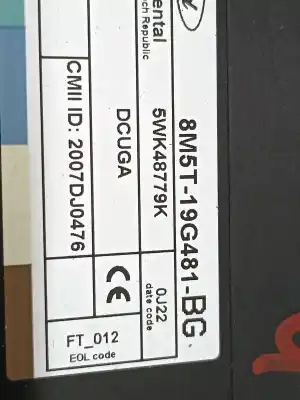 8M5T-19G481-BG
ental
ch Republic
5WK48779K
0J22
date code
DCUGA
CE
CMII ID: 2007DJ0476
FT_012
EOL code